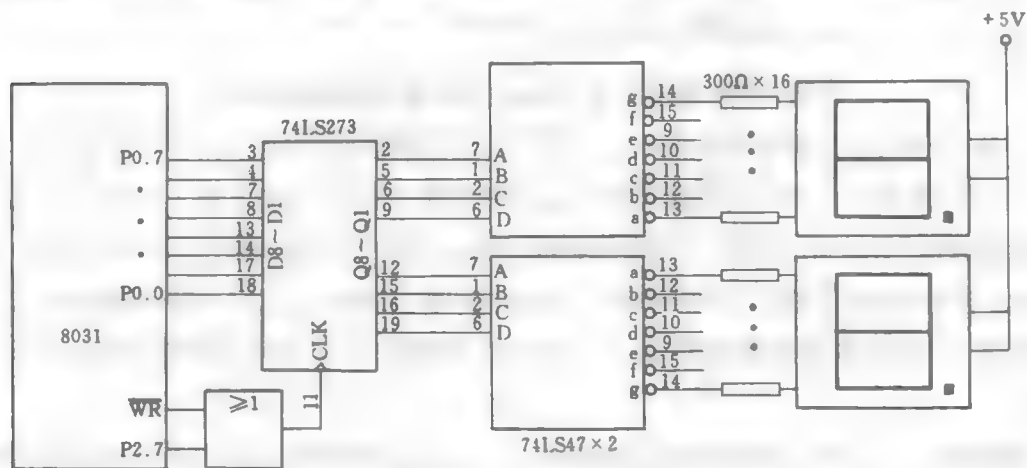 +5V
300Ω×16
74LS273
8031
P0.7
P0.0
WR
P2.7
≥1
3
4
7
8
13
14
17
18
D8~D1
Q8~Q1
CLK
11
2
5
6
9
12
15
16
19
7 A
1 B
2 C
6 D
g 14
f 15
e 9
d 10
c 11
b 12
a 13
7 A
1 B
2 C
6 D
a 13
b 12
c 11
d 10
e 9
f 15
g 14
74LS47×2